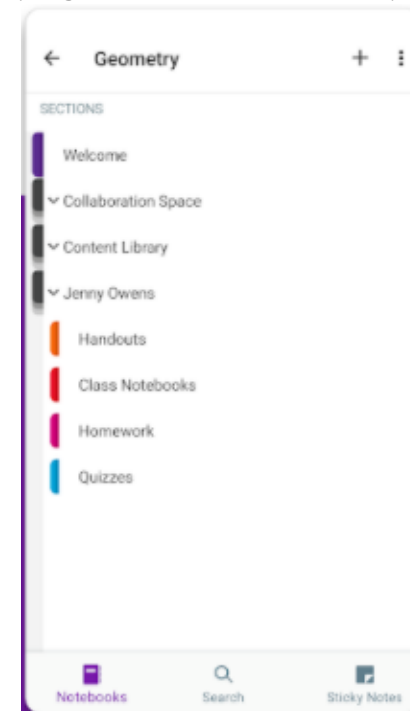 Geometry
SECTIONS
Welcome
Collaboration Space
Content Library
Jenny Owens
Handouts
Class Notebooks
Homework
Quizzes
Notebooks Search Sticky Notes